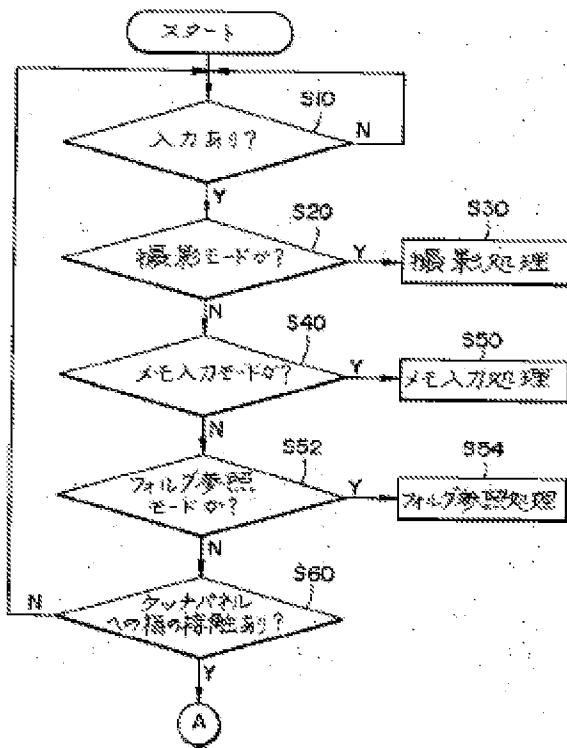 スタート
S10
入力あり?
N
Y
S20
撮影モードか?
Y
S30
撮影処理
N
S40
メモ入力モードか?
Y
S50
メモ入力処理
N
S52
フォルダ参照
モードか?
Y
S54
フォルダ参照処理
N
S60
タッチパネル
への
接触あり?
N
Y
A